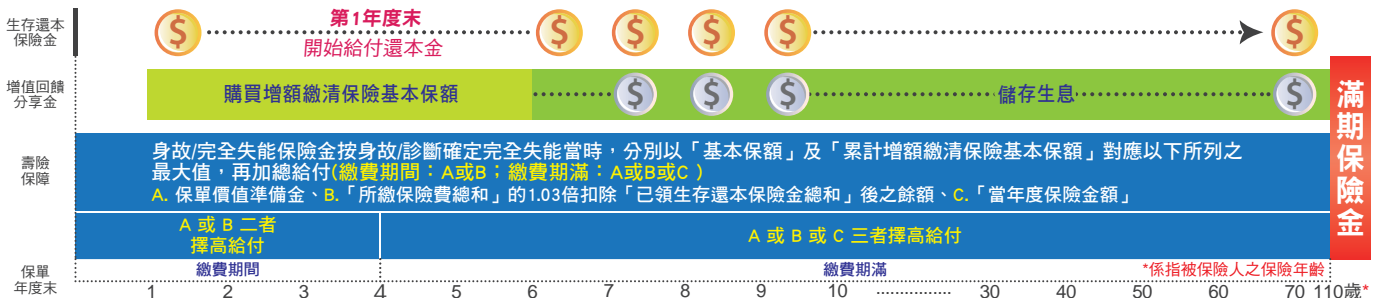 生存還本
保險金
第1年度末
開始給付還本金
增值回饋
分享金
購買增額繳清保險基本保額
儲存生息
滿期保險金
壽險
保障
身故/完全失能保險金按身故/診斷確定完全失能當時，分別以「基本保額」及「累計增額繳清保險基本保額」對應以下所列之
最大值，再加總給付(繳費期間：A或B；繳費期滿：A或B或C )
A. 保單價值準備金、B.「所繳保險費總和」的1.03倍扣除「已領生存還本保險金總和」後之餘額、C.「當年度保險金額」
A 或 B 二者
擇高給付
A 或 B 或 C 三者擇高給付
保單
年度末
繳費期間
繳費期滿
*係指被保險人之保險年齡
1 2 3 4 5 6 7 8 9 10 ................ 30 40 50 60 70 110歲*